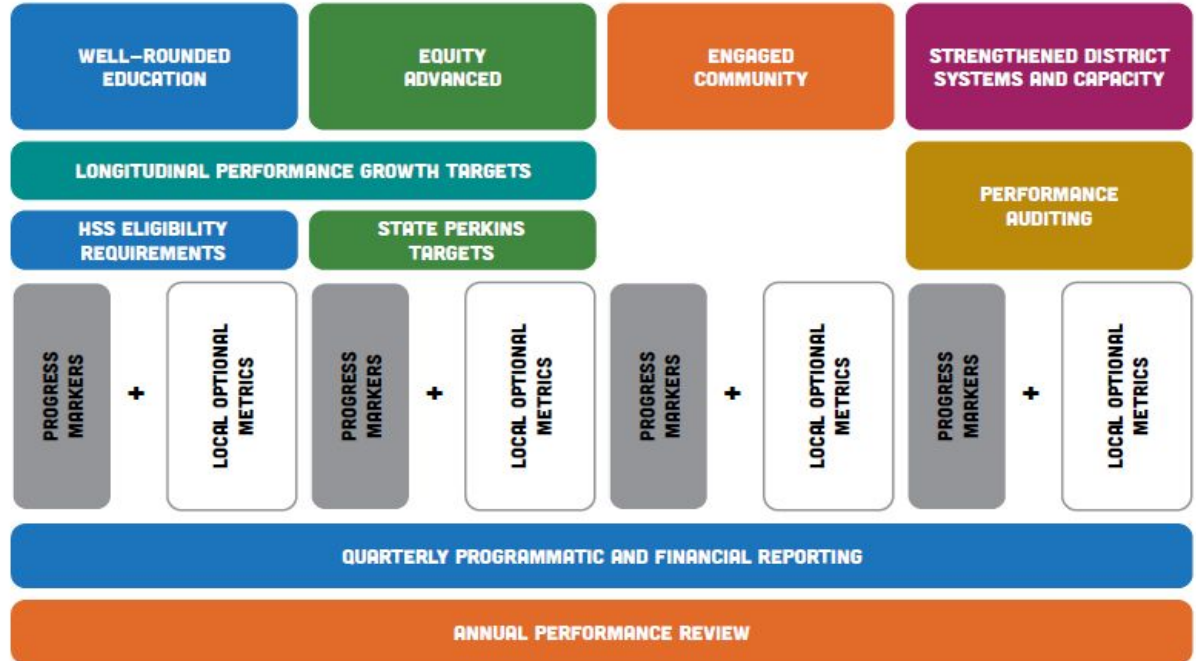 WELL-ROUNDED
EDUCATION
EQUITY
ADVANCED
ENGAGED
COMMUNITY
STRENGTHENED DISTRICT
SYSTEMS AND CAPACITY
LONGITUDINAL PERFORMANCE GROWTH TARGETS
PERFORMANCE
AUDITING
HSS ELIGIBILITY
REQUIREMENTS
STATE PERKINS
TARGETS
PROGRESS
MARKERS
+
LOCAL OPTIONAL
METRICS
PROGRESS
MARKERS
+
LOCAL OPTIONAL
METRICS
PROGRESS
MARKERS
+
LOCAL OPTIONAL
METRICS
PROGRESS
MARKERS
+
LOCAL OPTIONAL
METRICS
QUARTERLY PROGRAMMATIC AND FINANCIAL REPORTING
ANNUAL PERFORMANCE REVIEW